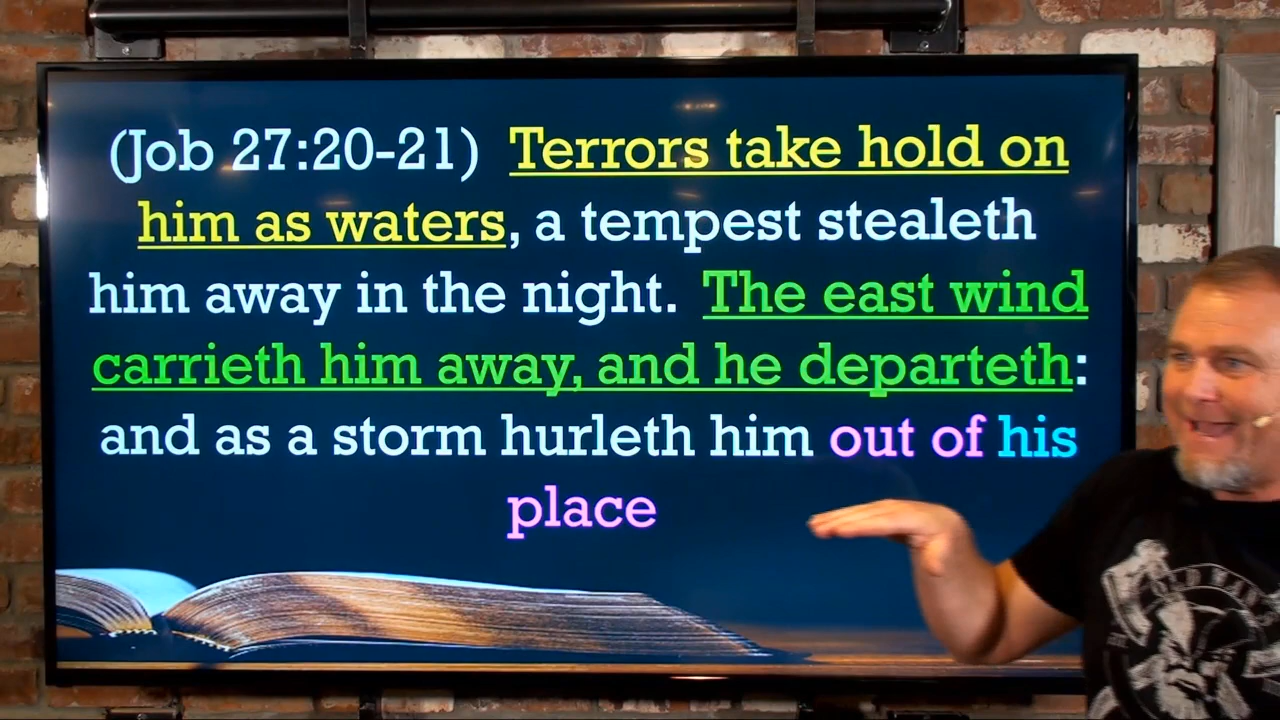 (Job 27:20-21) Terrors take hold on
him as waters, a tempest stealeth
him away in the night. The east wind
carrieth him away, and he departeth:
and as a storm hurleth him out of his
place